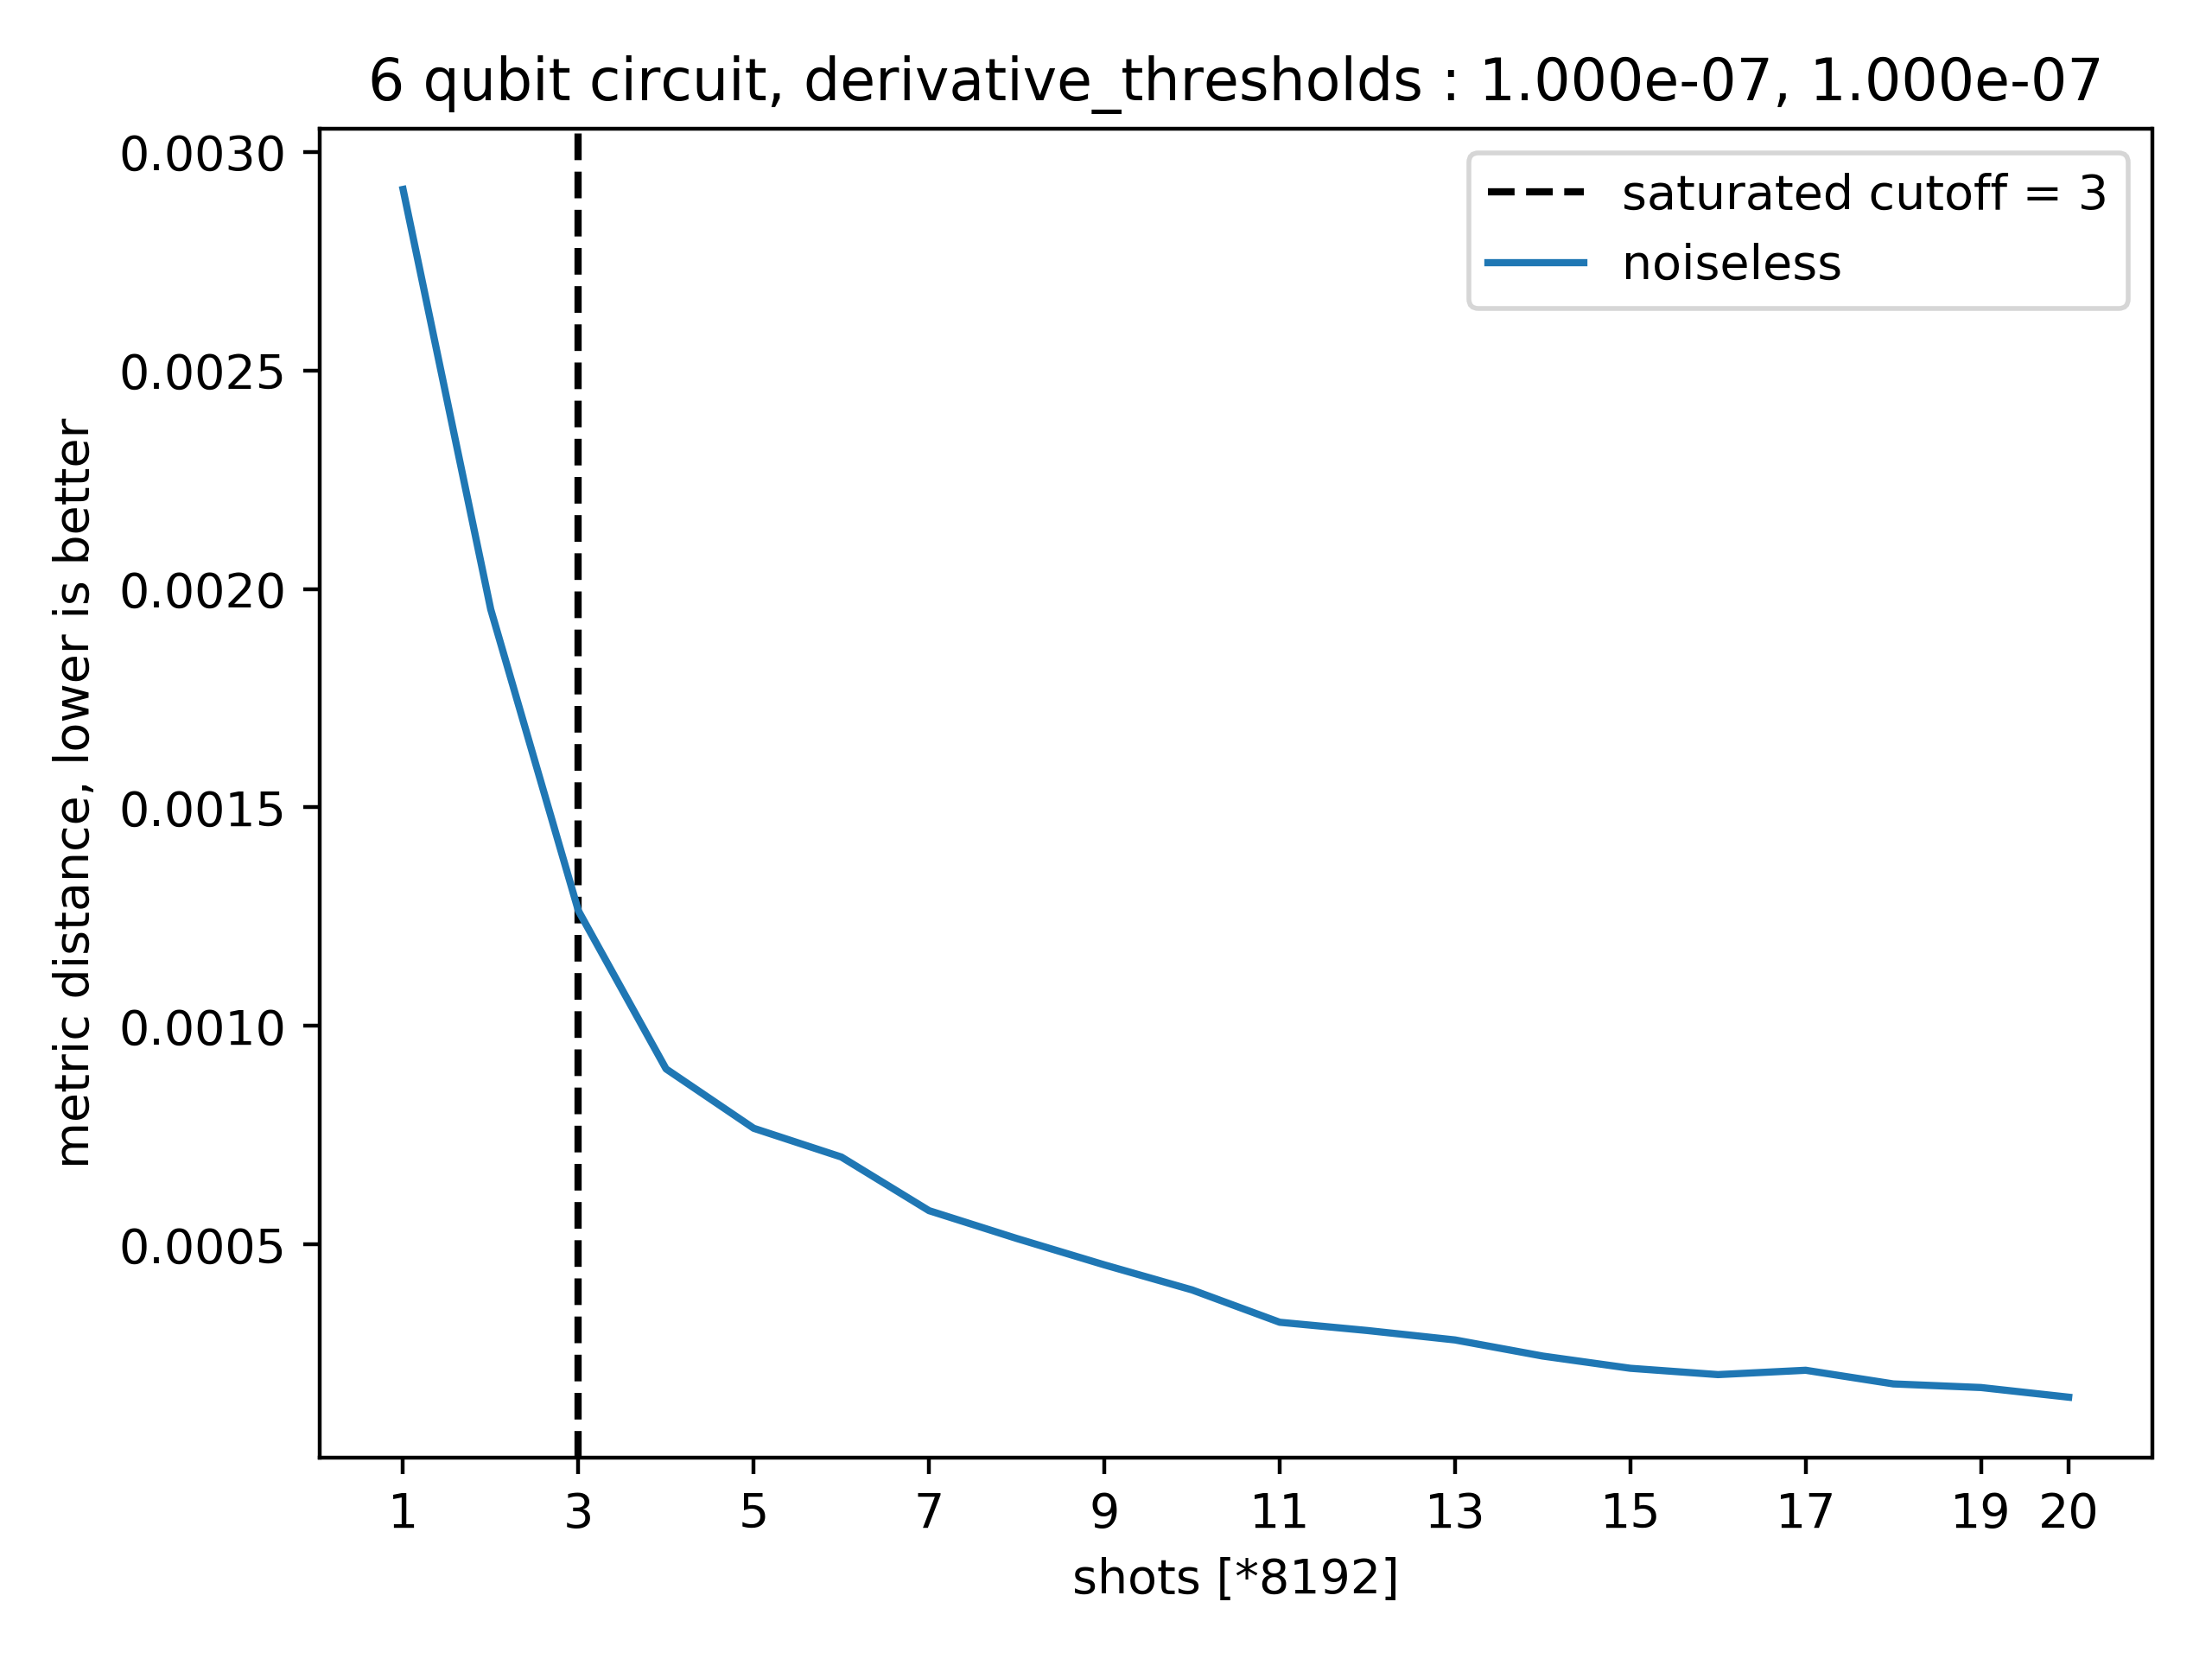 6 qubit circuit, derivative_thresholds : 1.000e-07, 1.000e-07
saturated cutoff = 3
noiseless
metric distance, lower is better
0.0030
0.0025
0.0020
0.0015
0.0010
0.0005
1 3 5 7 9 11 13 15 17 19 20
shots [*8192]